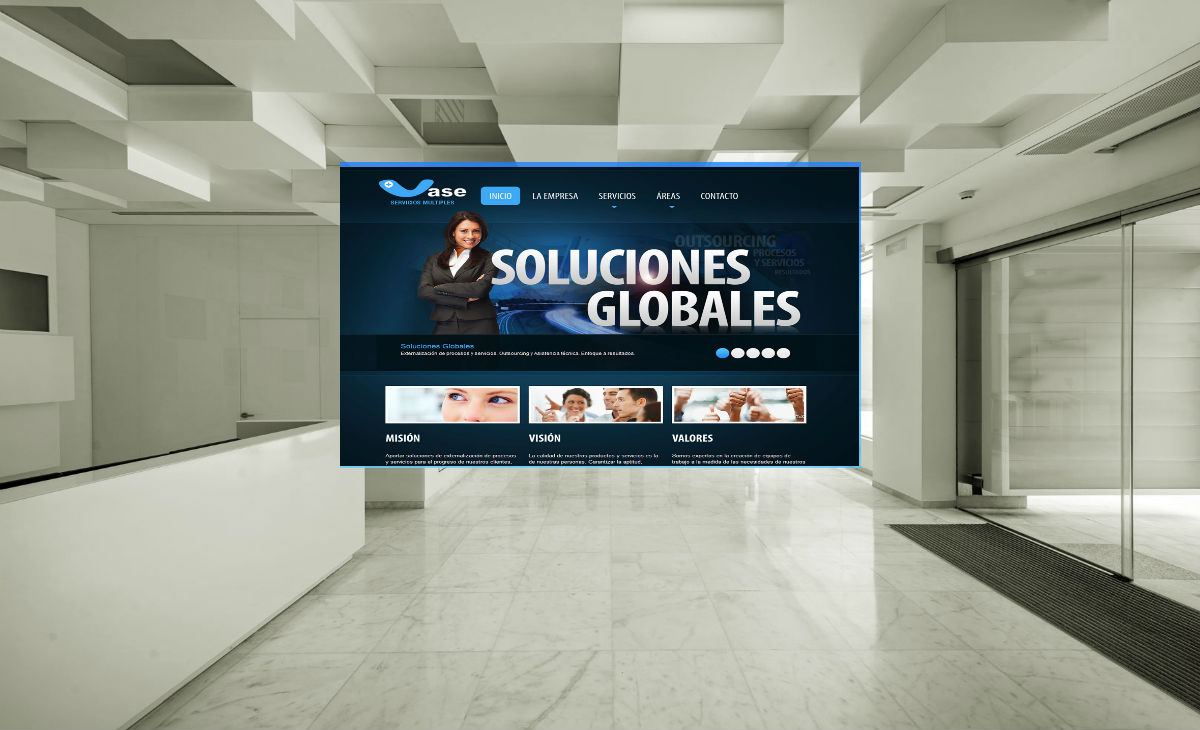 ase
SERVIXIOS MULTIPLES
INICIO
LA EMPRESA
SERVICIOS
ÁREAS
CONTACTO
OUTSOURCING
PROCESOS
Y SERVICIOS
RESULTADOS
SOLUCIONES
GLOBALES
Soluciones Globales
Externalización de procesos y servicios. Outsourcing y Asistencia técnica. Enfoque a resultados.
MISIÓN
Aportar soluciones de externalización de procesos
y servicios para el progreso de nuestros clientes,
VISIÓN
La calidad de nuestros productos y servicios es la
de nuestras personas. Garantizar la aptitud,
VALORES
Somos expertos en la creación de equipos de
trabajo a la medida de las necesidades de nuestros